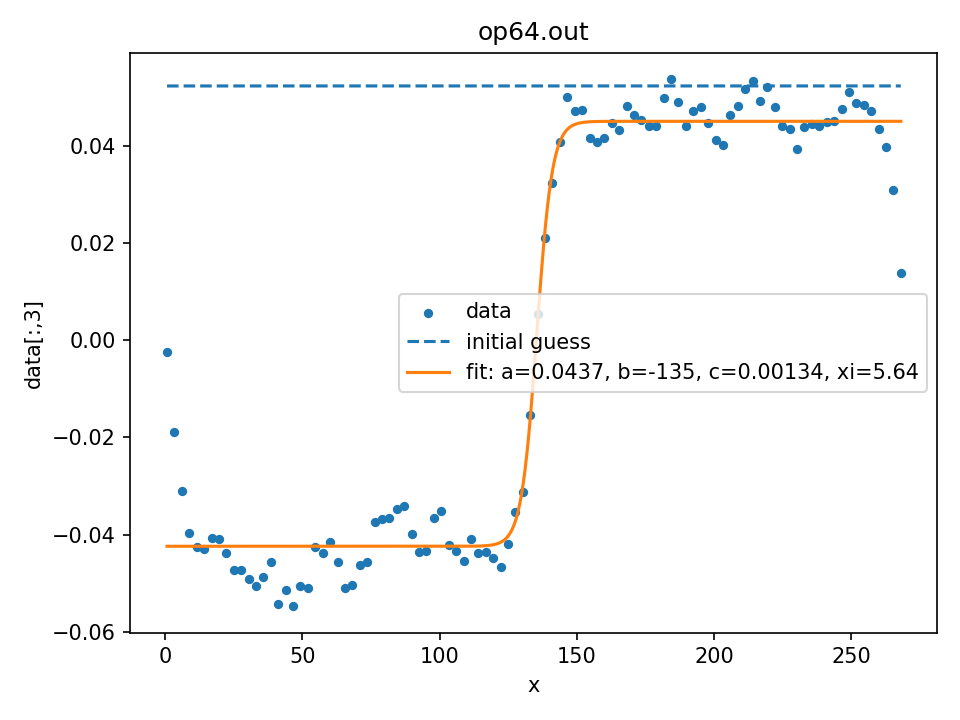 op64.out
0.04
0.02
0.00
−0.02
−0.04
−0.06
data[:,3]
data
initial guess
fit: a=0.0437, b=-135, c=0.00134, xi=5.64
0 50 100 150 200 250
x